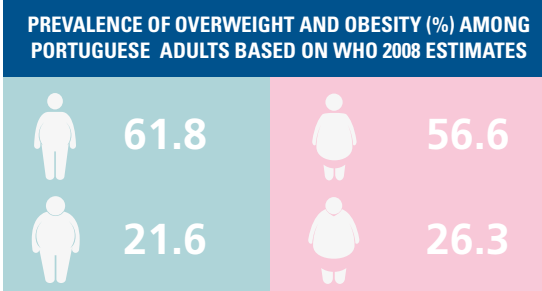 PREVALENCE OF OVERWEIGHT AND OBESITY (%) AMONG
PORTUGUESE ADULTS BASED ON WHO 2008 ESTIMATES
61.8 56.6
21.6 26.3